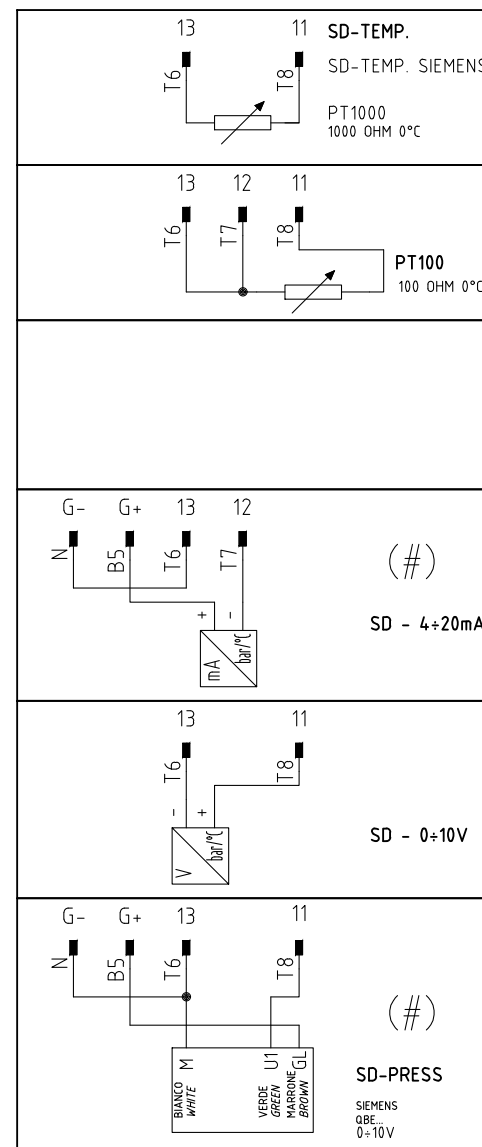 13 11 SD-TEMP.
T6 T8 SD-TEMP. SIEMENS
PT1000
1000 OHM 0°C
13 12 11
T6 T7 T8
PT100
100 OHM 0°C
G- G+ 13 12
N B5 T6 T7
(#)
+ -
mA bar/°C
SD - 4÷20mA
13 11
T6 T8
- +
V bar/°C
SD - 0÷10V
G- G+ 13 11
N B5 T6 T8
(#)
M U1 GL
BIANCO VERDE MARRONE
WHITE GREEN BROWN
SD-PRESS
SIEMENS
QBE...
0÷10V